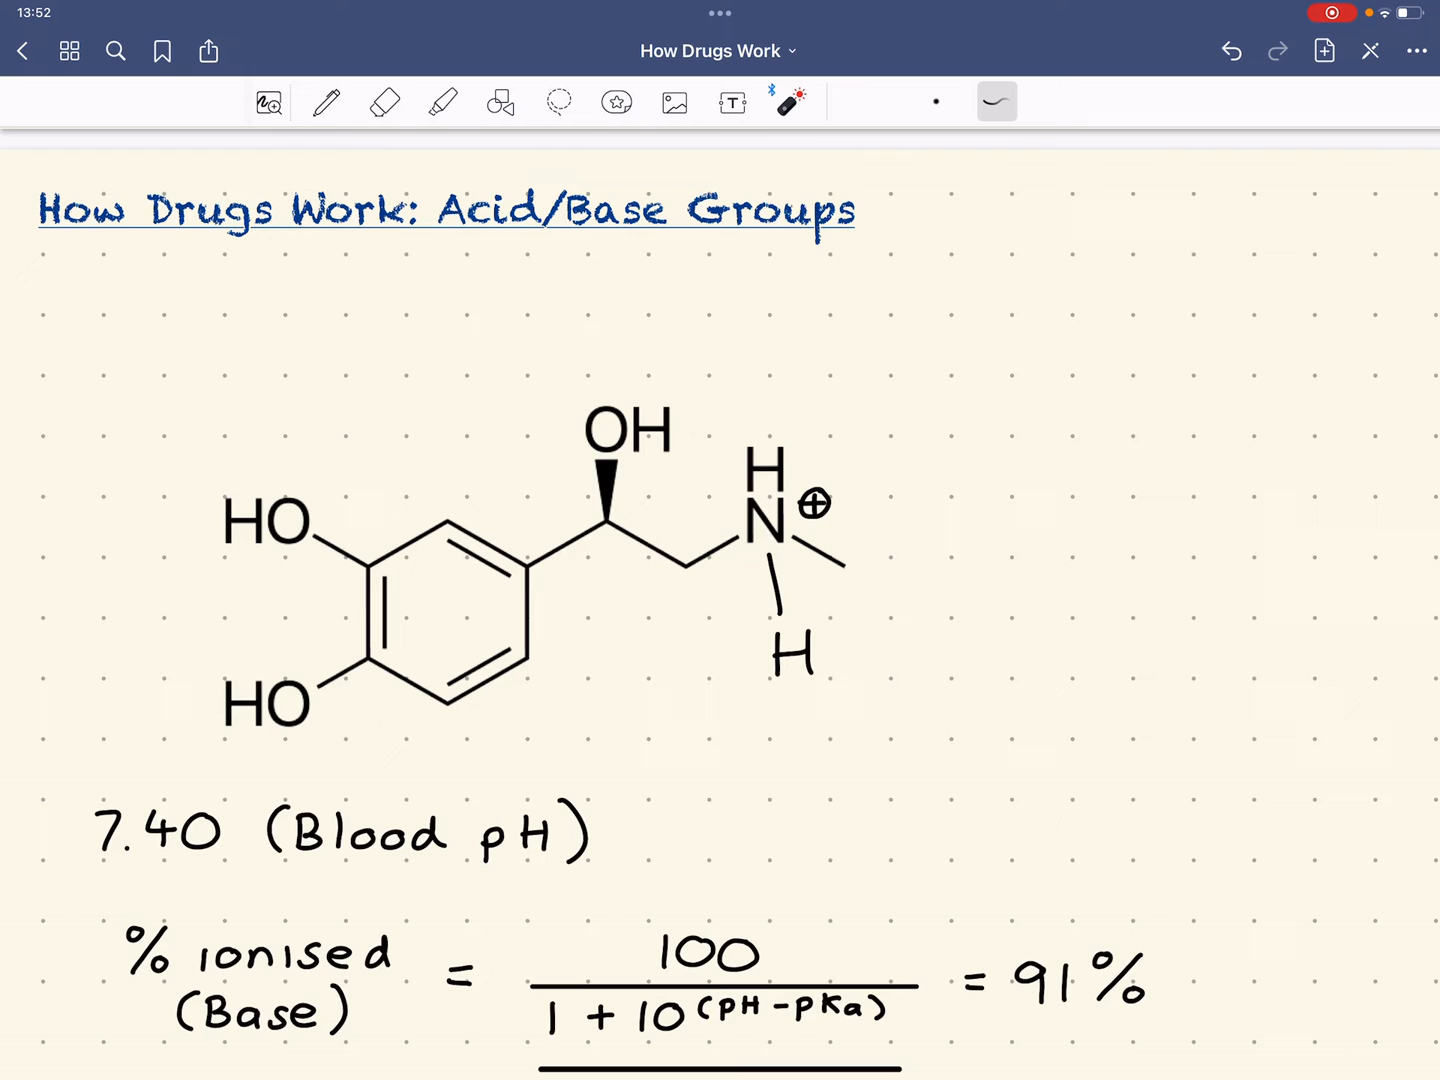 13:52
How Drugs Work
T
How Drugs Work: Acid/Base Groups
OH
H
N ⊕
HO
H
HO
7.40 (Blood pH)
% ionised (Base) = 100 / 1 + 10^(pH - pKa) = 91%